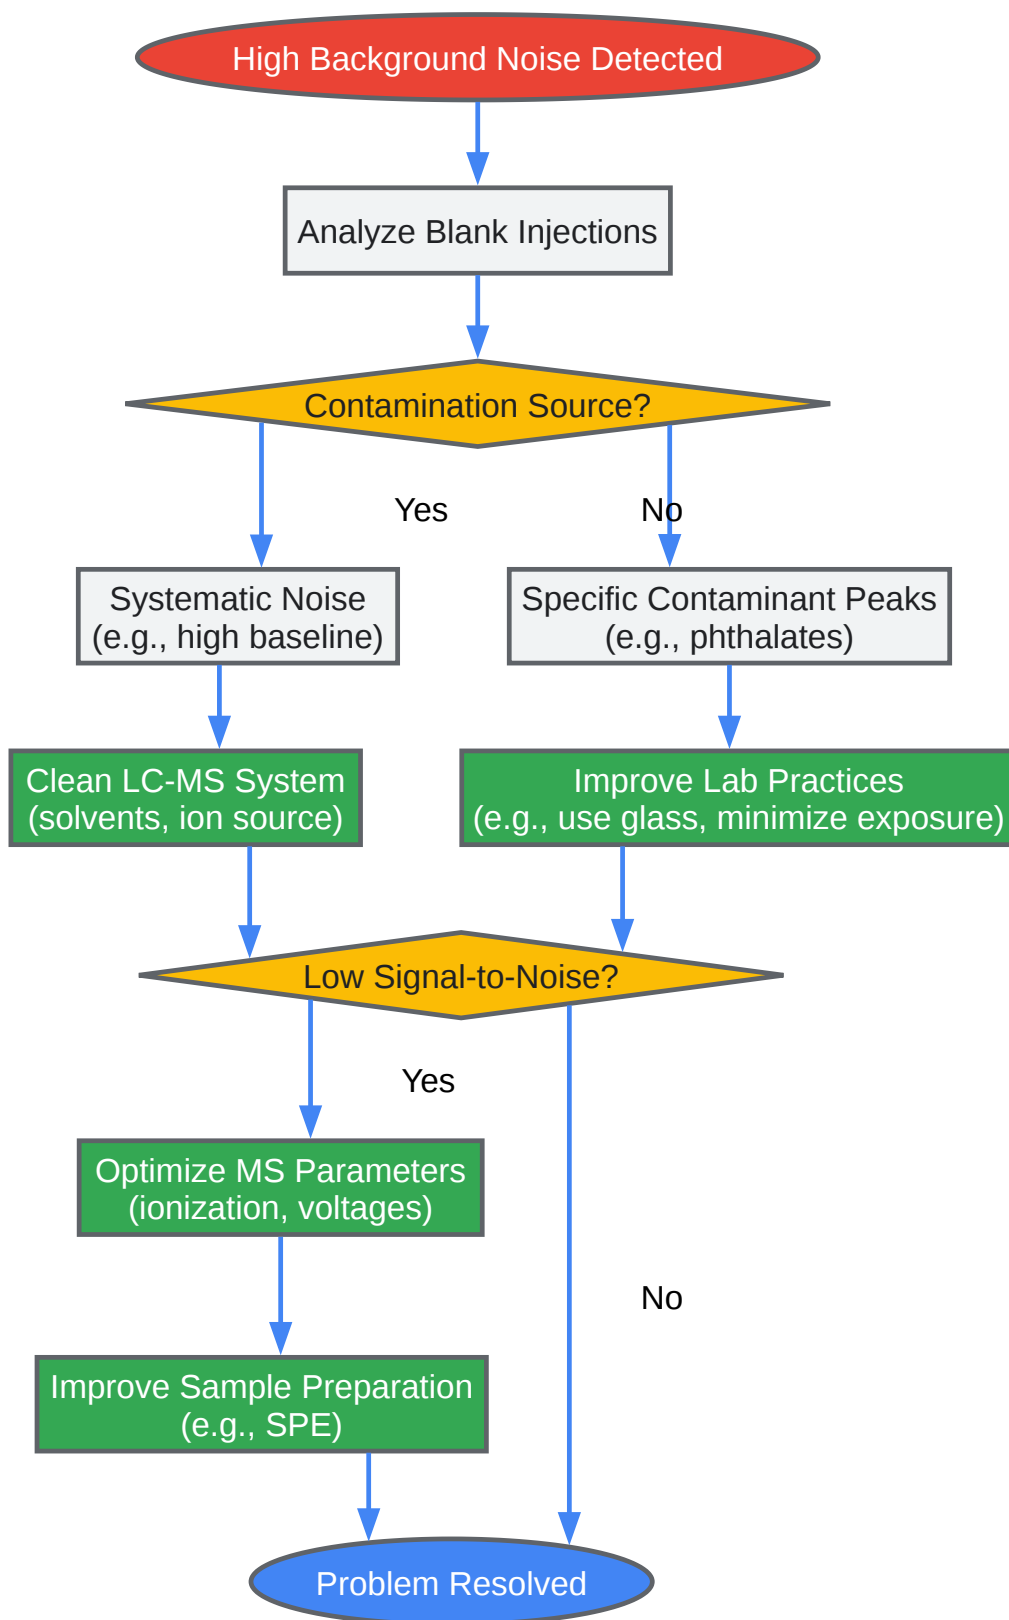 High Background Noise Detected
Analyze Blank Injections
Contamination Source?
Yes
No
Systematic Noise
(e.g., high baseline)
Specific Contaminant Peaks
(e.g., phthalates)
Clean LC-MS System
(solvents, ion source)
Improve Lab Practices
(e.g., use glass, minimize exposure)
Low Signal-to-Noise?
Yes
Optimize MS Parameters
(ionization, voltages)
No
Improve Sample Preparation
(e.g., SPE)
Problem Resolved